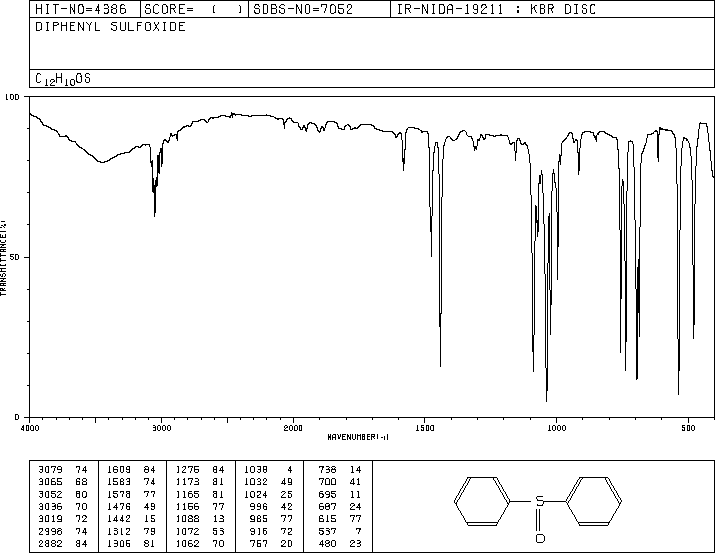 HIT-NO=4386 SCORE= ( ) SDBS-NO=7052 IR-NIDA-19211 : KBR DISC
DIPHENYL SULFOXIDE
C12H10OS
100
50
0
TRANSMITTANCE(%)
4000 3000 2000 1500 1000 500
WAVENUMBER(-1)
3079 74 1609 84 1276 84 1038 4 738 14
3065 68 1583 74 1173 81 1032 49 700 41
3052 60 1578 77 1165 81 1024 25 695 11
3036 70 1476 49 1156 77 996 42 687 24
3019 72 1442 15 1088 13 985 77 615 77
2998 74 1312 79 1072 53 916 72 537 7
2882 84 1306 81 1062 70 757 20 480 23
S
O